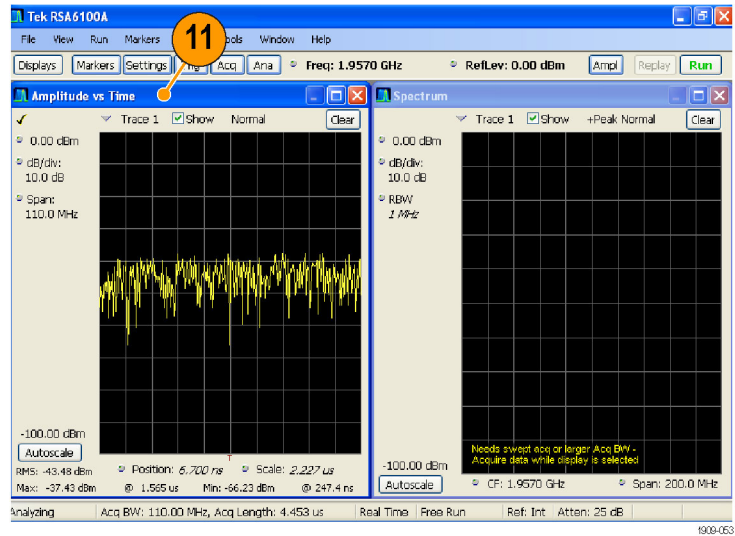 Tek RSA6100A
File View Run Markers ools Window Help
11
Displays Markers Settings Acq Ana Freq: 1.9570 GHz RefLev: 0.00 dBm Ampl Replay Run
Amplitude vs Time
Trace 1 Show Normal Clear
0.00 dBm
dB/div:
10.0 dB
Span:
110.0 MHz
-100.00 dBm
Autoscale
T
Position: 6.700 ns Scale: 2.227 us
RMS: -43.48 dBm
Max: -37.43 dBm @ 1.565 us Min: -66.23 dBm @ 247.4 ns
Spectrum
Trace 1 Show +Peak Normal Clear
0.00 dBm
dB/div:
10.0 dB
RBW
1 MHz
Needs swept acq or larger Acq BW -
Acquire data while display is selected
-100.00 dBm
Autoscale CF: 1.9570 GHz Span: 200.0 MHz
Analyzing Acq BW: 110.00 MHz, Acq Length: 4.453 us Real Time Free Run Ref: Int Atten: 25 dB
1909-053